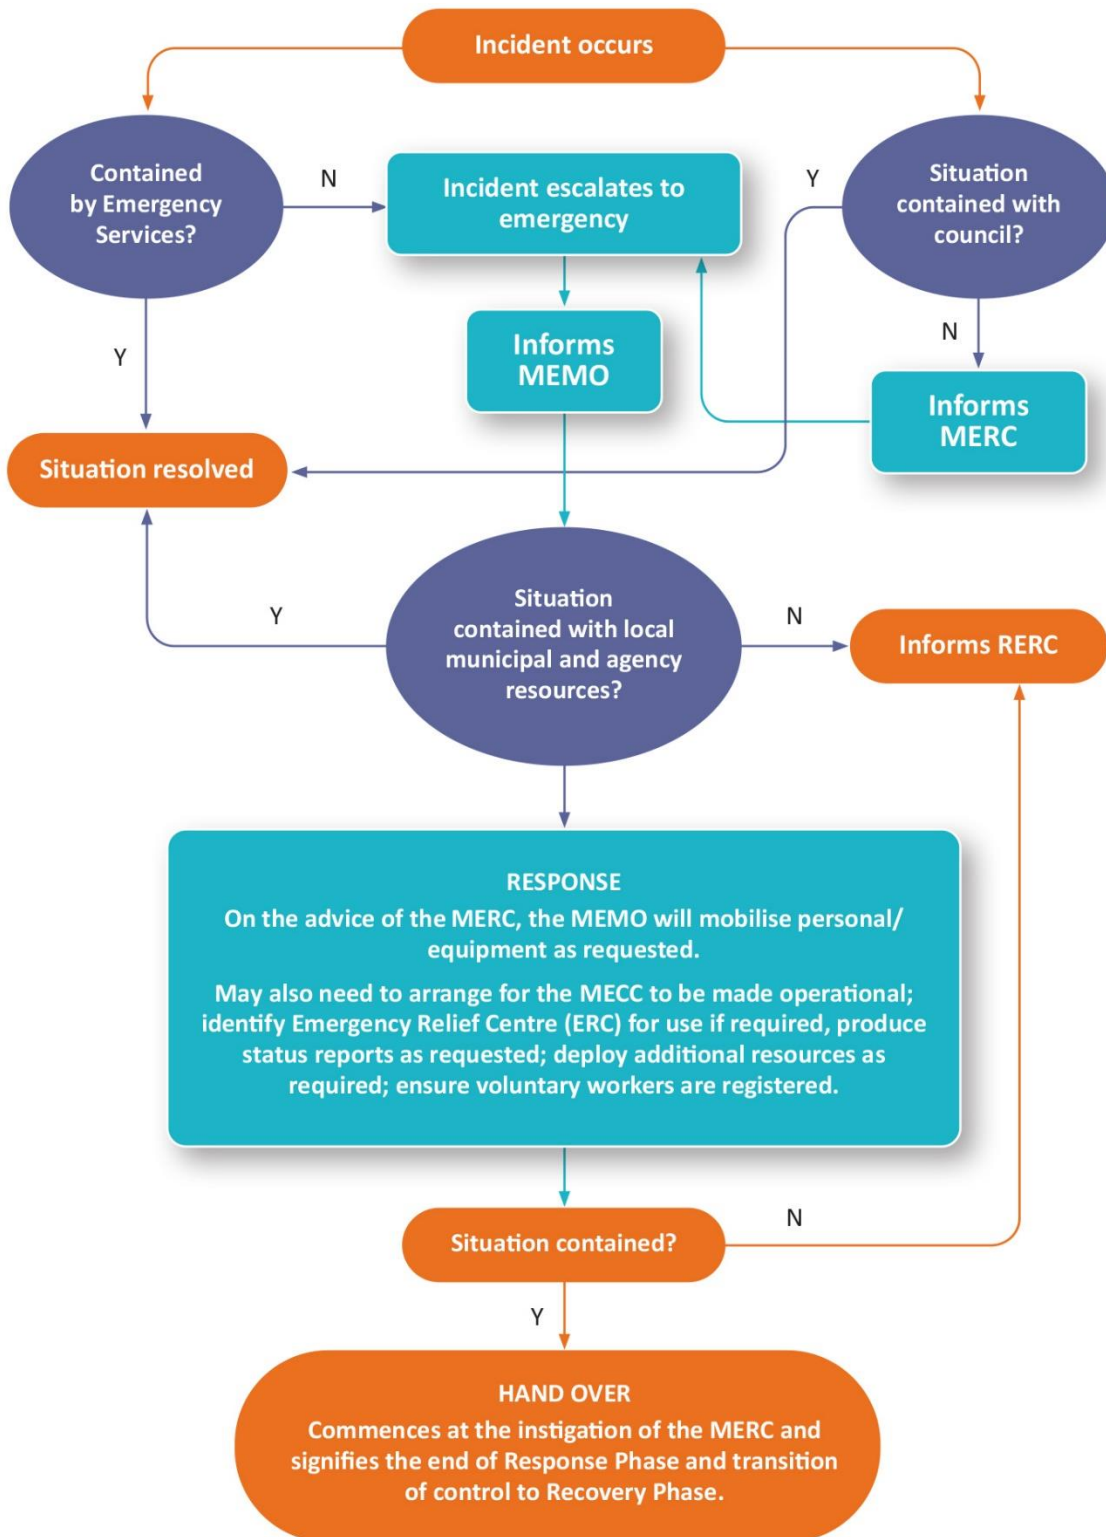 Incident occurs
Contained
by Emergency
Services?
N
Incident escalates to
emergency
Y
Situation
contained with
council?
Y
Informs
MEMO
N
Informs
MERC
Situation resolved
Y
Situation
contained with local
municipal and agency
resources?
N
Informs RERC
RESPONSE
On the advice of the MERC, the MEMO will mobilise personal/
equipment as requested.
May also need to arrange for the MECC to be made operational;
identify Emergency Relief Centre (ERC) for use if required, produce
status reports as requested; deploy additional resources as
required; ensure voluntary workers are registered.
Situation contained?
N
Y
HAND OVER
Commences at the instigation of the MERC and
signifies the end of Response Phase and transition
of control to Recovery Phase.